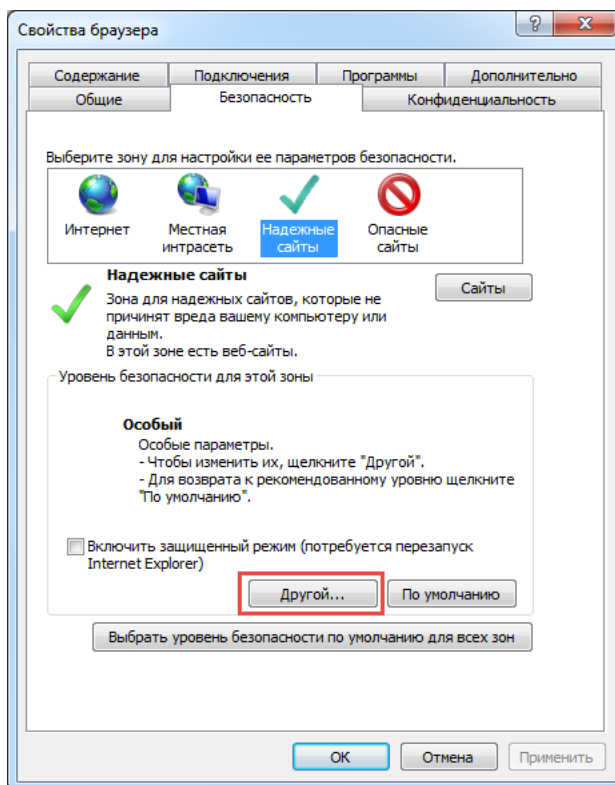 Свойства браузера
Содержание Подключения Программы Дополнительно
Общие Безопасность Конфиденциальность
Выберите зону для настройки ее параметров безопасности.
Интернет Местная интрасеть Надежные сайты Опасные сайты
Надежные сайты
Сайты
Зона для надежных сайтов, которые не
причинят вреда вашему компьютеру или
данным.
В этой зоне есть веб-сайты.
Уровень безопасности для этой зоны
Особый
Особые параметры.
- Чтобы изменить их, щелкните "Другой".
- Для возврата к рекомендованному уровню щелкните
"По умолчанию".
Включить защищенный режим (потребуется перезапуск
Internet Explorer)
Другой... По умолчанию
Выбрать уровень безопасности по умолчанию для всех зон
OK Отмена Применить